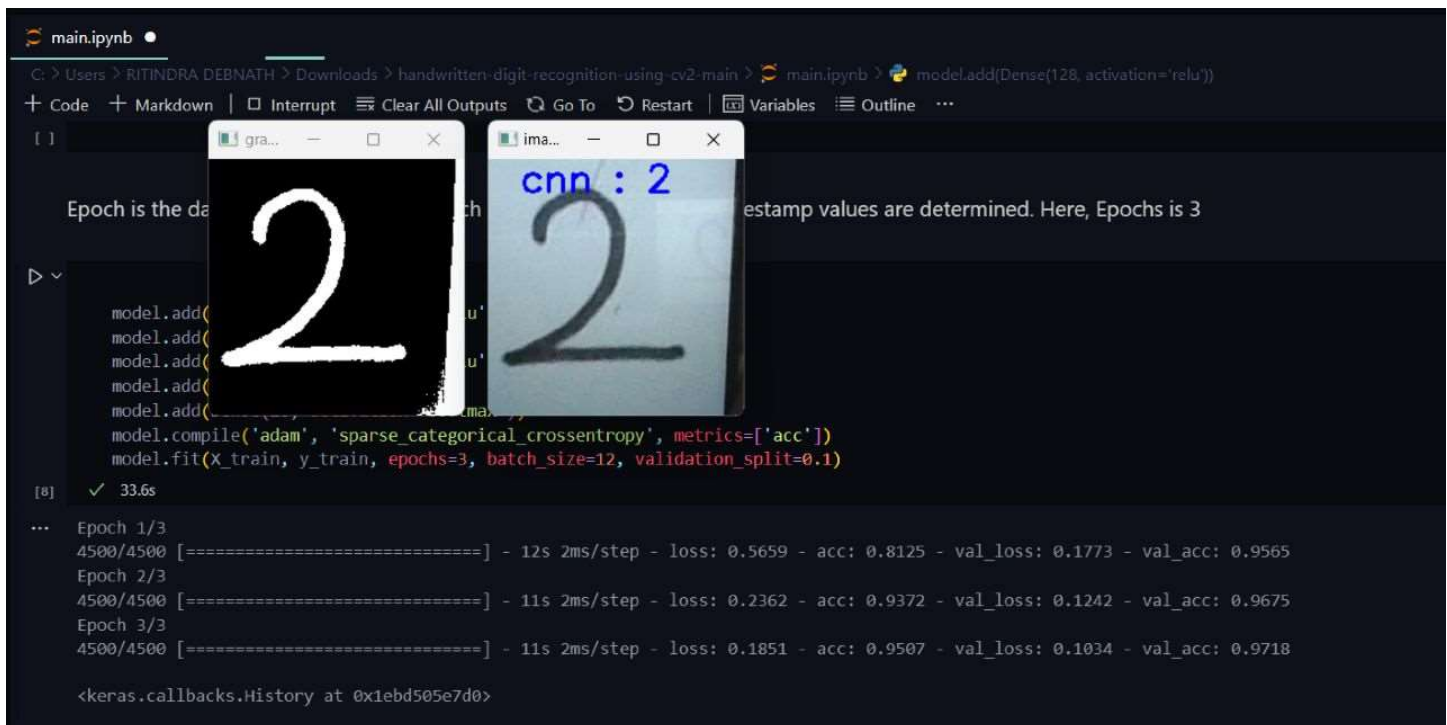 main.ipynb
C: > Users > RITINDRA DEBNATH > Downloads > handwritten-digit-recognition-using-cv2-main > main.ipynb > model.add(Dense(128, activation='relu'))
+ Code + Markdown | Interrupt Clear All Outputs Go To Restart | Variables Outline ...
[ ]
gra...
2
ima...
cnn : 2
2
Epoch is the da
estamp values are determined. Here, Epochs is 3
model.add(
model.add(
model.add(
model.add(
model.add(
model.compile('adam', 'sparse_categorical_crossentropy', metrics=['acc'])
model.fit(X_train, y_train, epochs=3, batch_size=12, validation_split=0.1)
[8] 33.6s
... Epoch 1/3
4500/4500 [==============================] - 12s 2ms/step - loss: 0.5659 - acc: 0.8125 - val_loss: 0.1773 - val_acc: 0.9565
Epoch 2/3
4500/4500 [==============================] - 11s 2ms/step - loss: 0.2362 - acc: 0.9372 - val_loss: 0.1242 - val_acc: 0.9675
Epoch 3/3
4500/4500 [==============================] - 11s 2ms/step - loss: 0.1851 - acc: 0.9507 - val_loss: 0.1034 - val_acc: 0.9718
<keras.callbacks.History at 0x1ebd505e7d0>